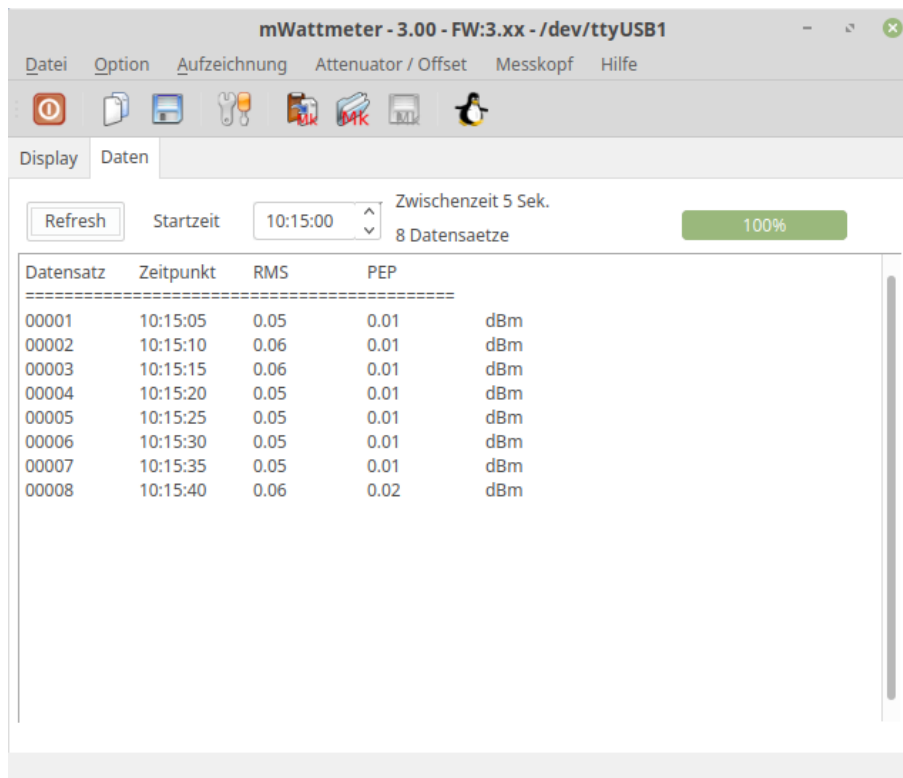 mWattmeter - 3.00 - FW:3.xx - /dev/ttyUSB1
Datei Option Aufzeichnung Attenuator / Offset Messkopf Hilfe
Mk MK Mk
Display Daten
Zwischenzeit 5 Sek.
Refresh Startzeit 10:15:00 100%
8 Datensaetze
Datensatz Zeitpunkt RMS PEP
============================================
00001 10:15:05 0.05 0.01 dBm
00002 10:15:10 0.06 0.01 dBm
00003 10:15:15 0.06 0.01 dBm
00004 10:15:20 0.05 0.01 dBm
00005 10:15:25 0.05 0.01 dBm
00006 10:15:30 0.05 0.01 dBm
00007 10:15:35 0.05 0.01 dBm
00008 10:15:40 0.06 0.02 dBm